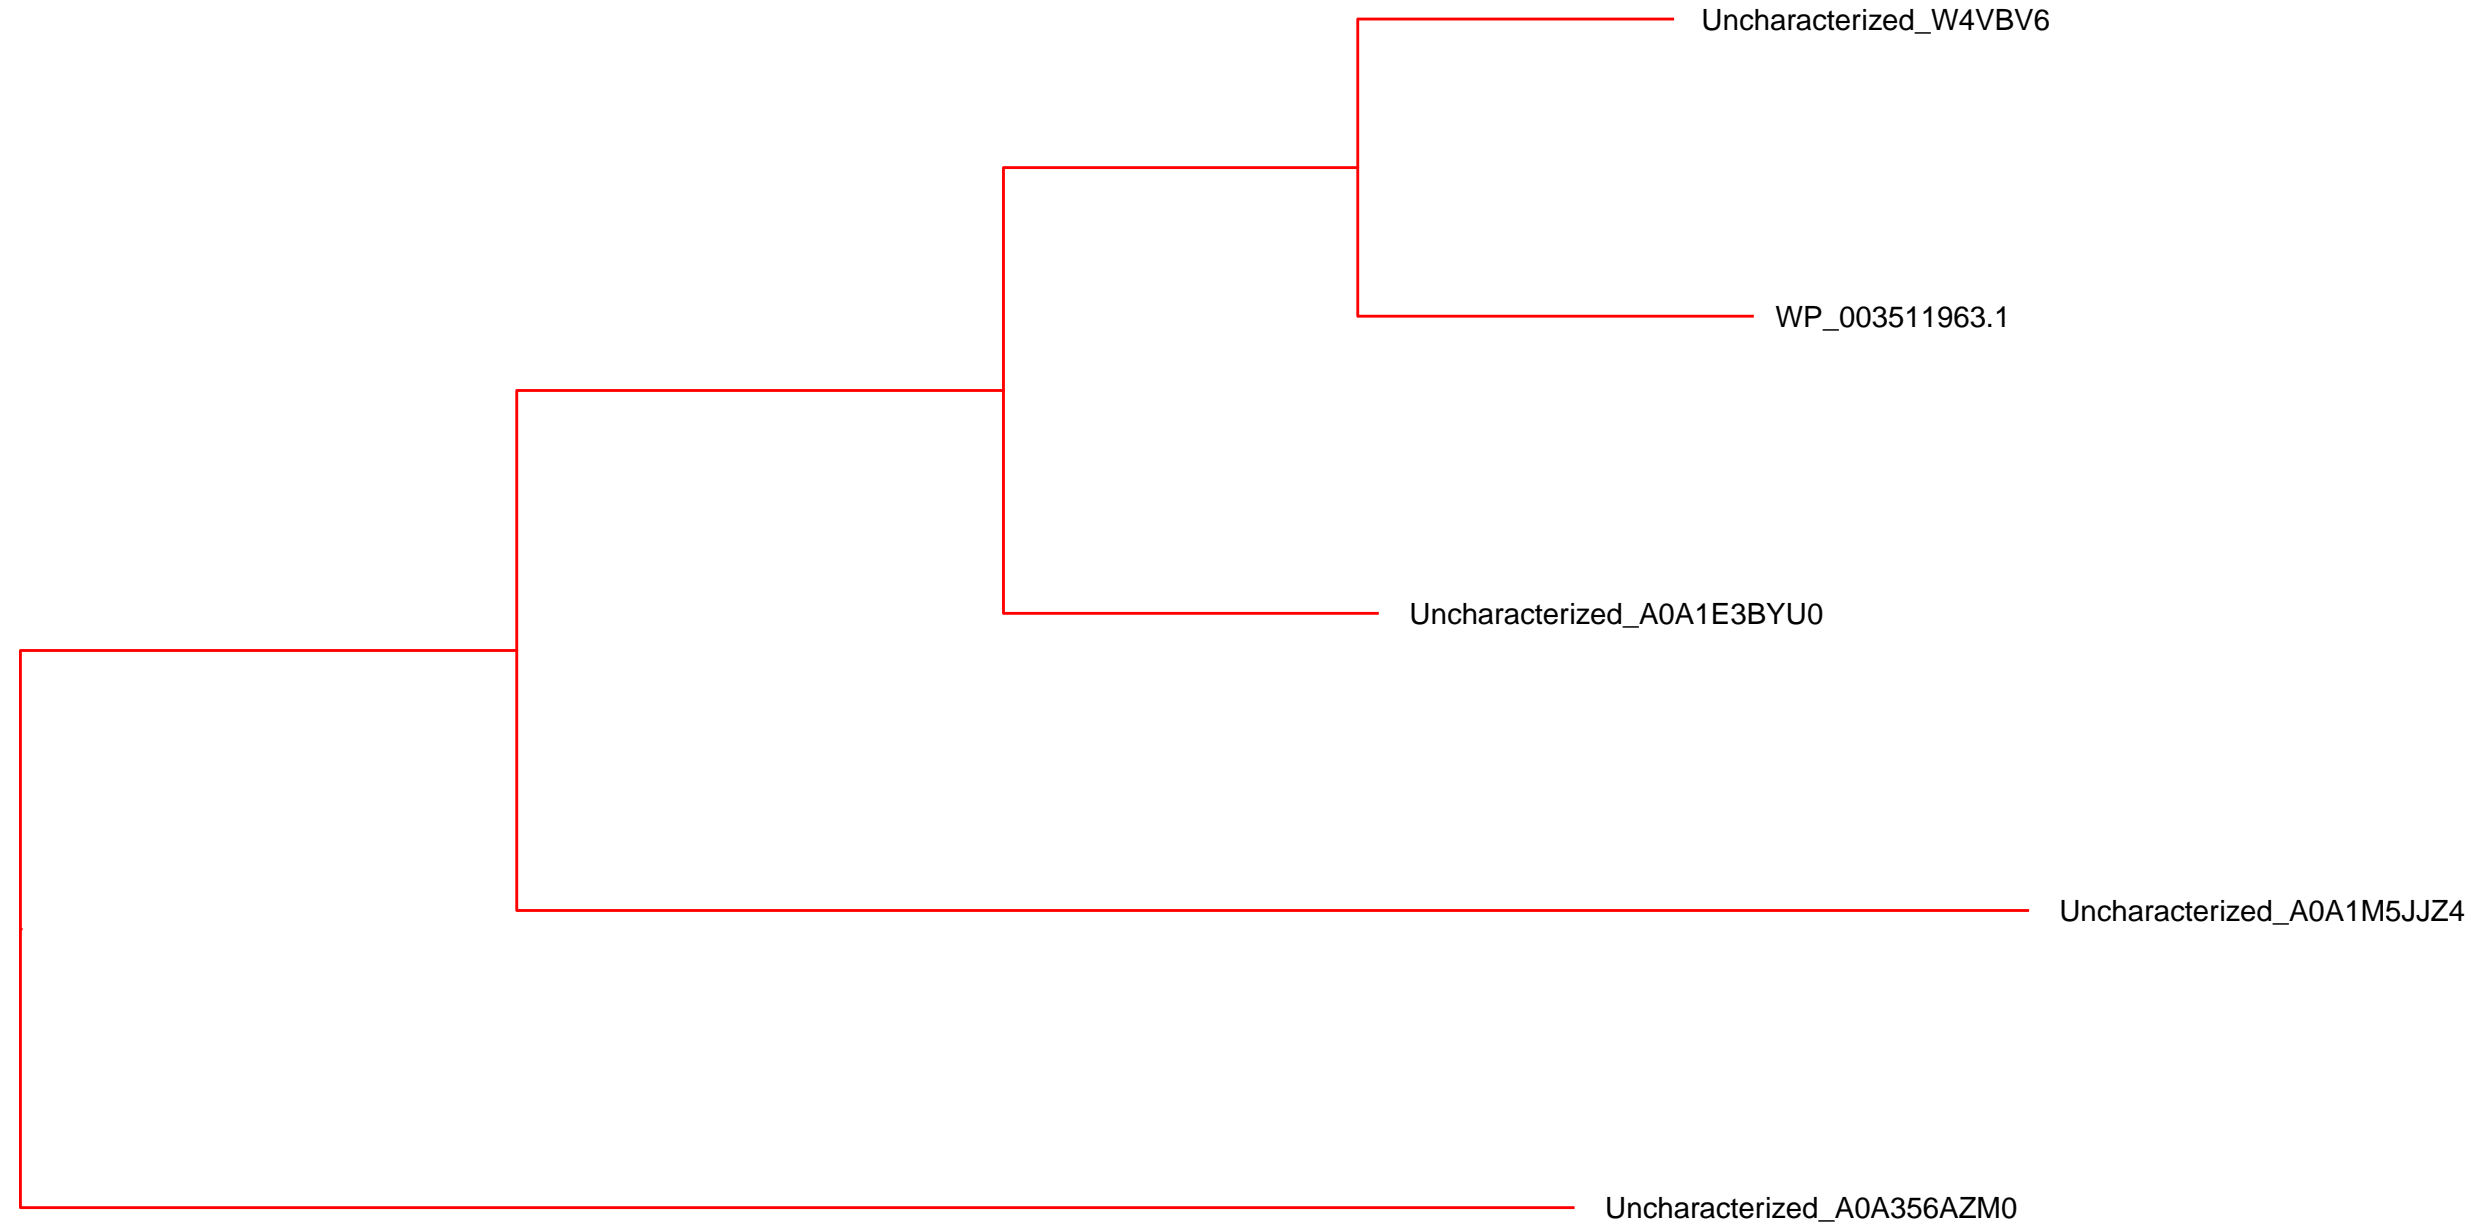 Uncharacterized_W4VBV6
WP_003511963.1
Uncharacterized_A0A1E3BYU0
Uncharacterized_A0A1M5JJZ4
Uncharacterized_A0A356AZM0